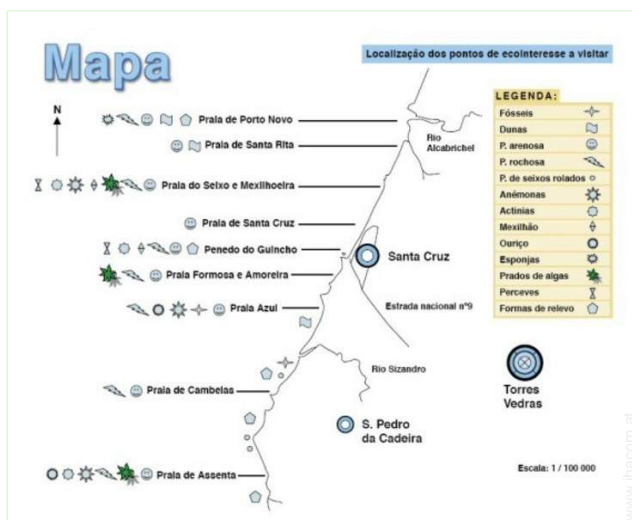 Mapa
Localização dos pontos de ecointeresse a visitar
N
Praia de Porto Novo
Praia de Santa Rita
Praia do Seixo e Mexilhoeira
Praia de Santa Cruz
Penedo do Guincho
Praia Formosa e Amoreira
Praia Azul
Praia de Cambelas
Praia de Assenta
Rio
Alcabrichel
Santa Cruz
Estrada nacional nº9
Rio Sizandro
S. Pedro
da Cadeira
LEGENDA:
Fósseis
Dunas
P. arenosa
P. rochosa
P. de seixos rolados
Anémonas
Actinias
Mexilhão
Ouriço
Esponjas
Prados de algas
Perceves
Formas de relevo
Torres
Vedras
Escala: 1 / 100 000